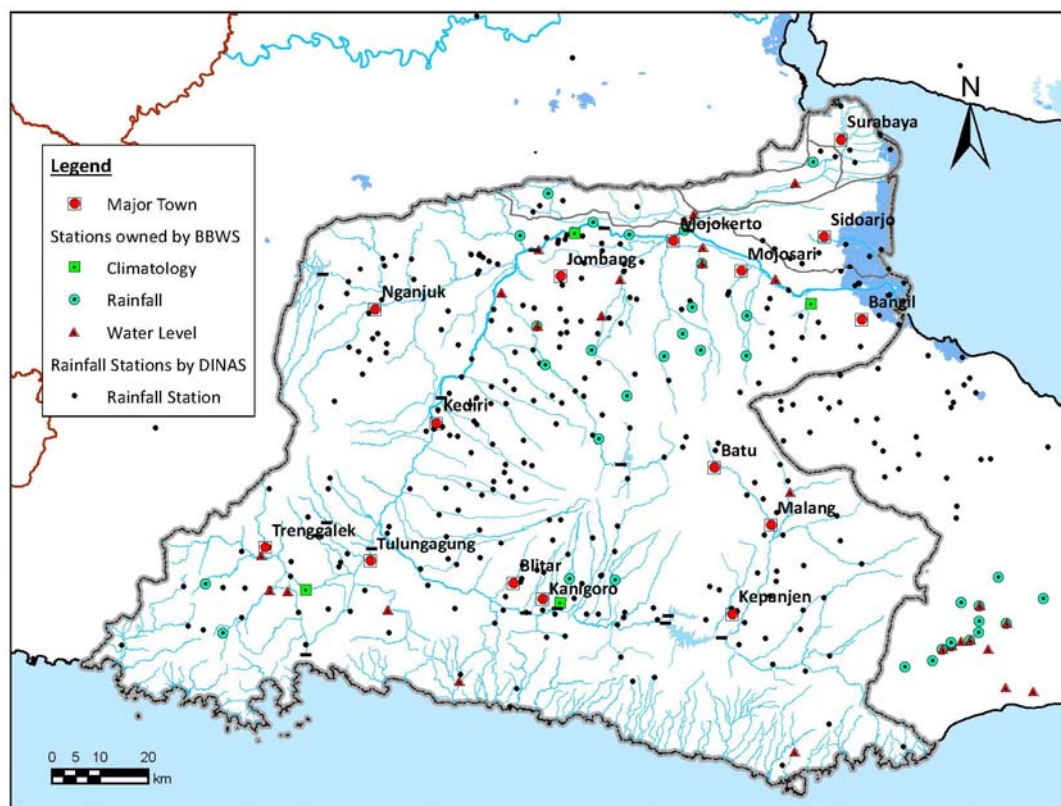 N
Surabaya
Legend
Major Town
Stations owned by BBWS
Climatology
Rainfall
Water Level
Rainfall Stations by DINAS
Rainfall Station
Mojokerto
Sidoarjo
Jombang
Mojosari
Nganjuk
Bangil
Kediri
Batu
Malang
Trenggalek
Tulungagung
Blitar
Kanigoro
Kepanjen
0 5 10 20
km